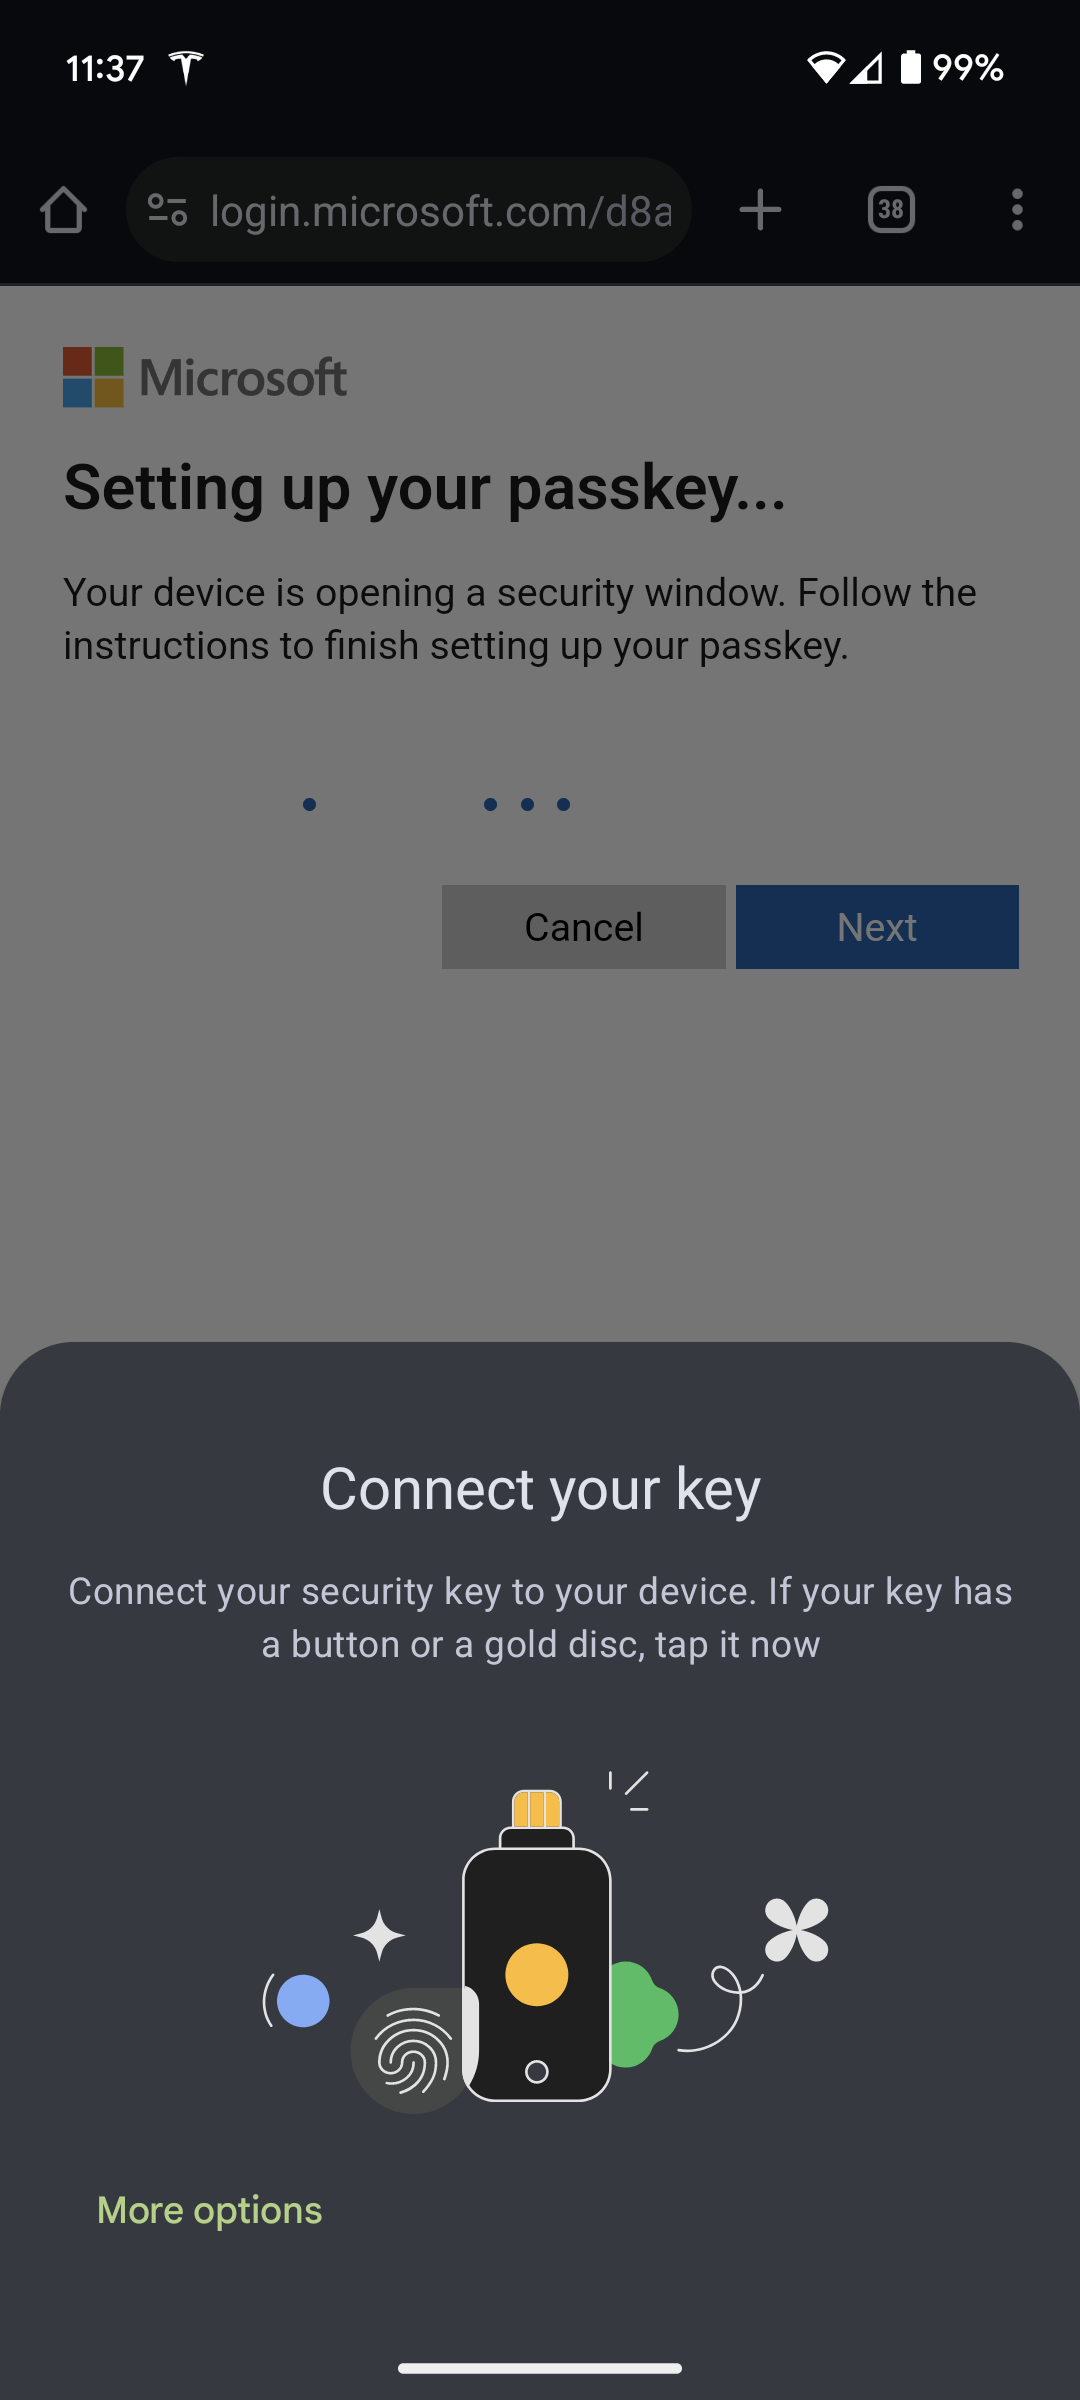 11:37
99%
login.microsoft.com/d8a
38
Microsoft
Setting up your passkey...
Your device is opening a security window. Follow the
instructions to finish setting up your passkey.
Cancel
Next
Connect your key
Connect your security key to your device. If your key has
a button or a gold disc, tap it now
More options